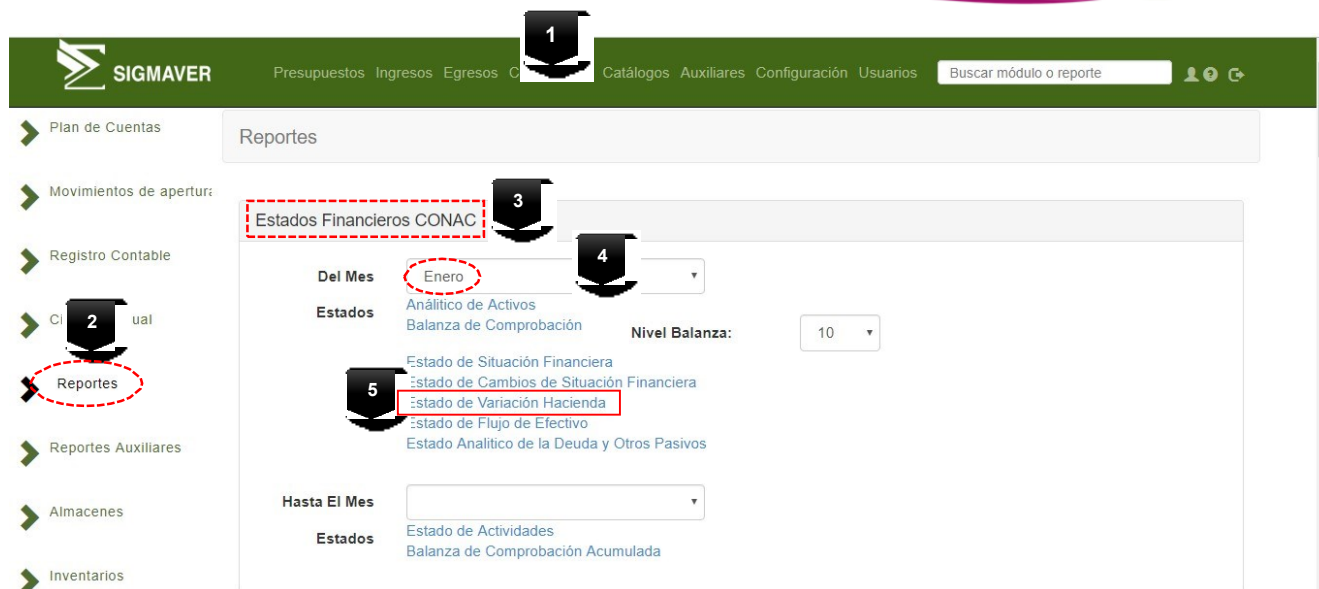 1
SIGMAVER
Presupuestos Ingresos Egresos C Catálogos Auxiliares Configuración Usuarios Buscar módulo o reporte
Plan de Cuentas
Reportes
Movimientos de apertura
3
Estados Financieros CONAC
Registro Contable
4
Del Mes Enero
Estados Análitico de Activos
Balanza de Comprobación
Nivel Balanza: 10
2
Estado de Situación Financiera
Estado de Cambios de Situación Financiera
Reportes
5
Estado de Variación Hacienda
Estado de Flujo de Efectivo
Estado Analitico de la Deuda y Otros Pasivos
Reportes Auxiliares
Hasta El Mes
Almacenes
Estados Estado de Actividades
Balanza de Comprobación Acumulada
Inventarios